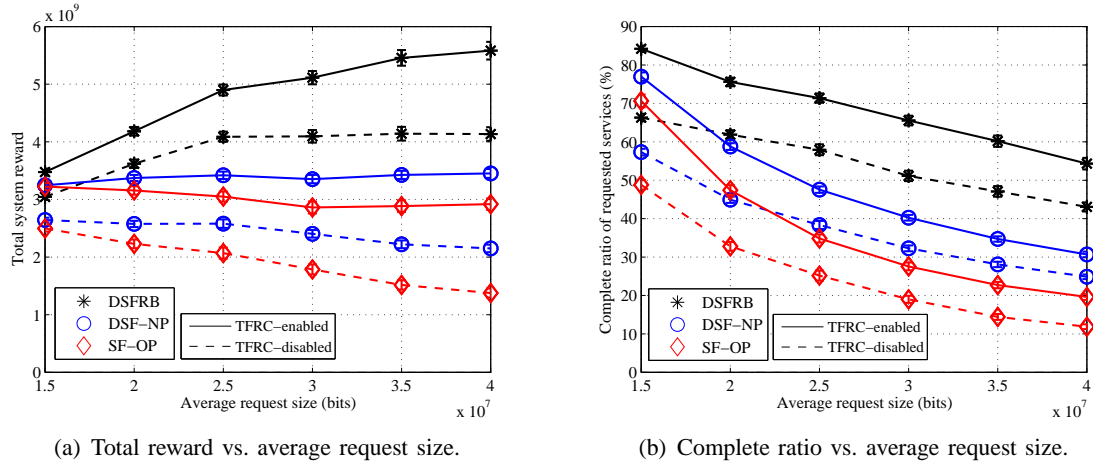 x 10^9
6
5
4
3
2
1
0
Total system reward
DSFRB
DSF−NP
SF−OP
TFRC−enabled
TFRC−disabled
1.5 2 2.5 3 3.5 4
Average request size (bits)
x 10^7
(a) Total reward vs. average request size.
90
80
70
60
50
40
30
20
10
0
Complete ratio of requested services (%)
DSFRB
DSF−NP
SF−OP
TFRC−enabled
TFRC−disabled
1.5 2 2.5 3 3.5 4
Average request size (bits)
x 10^7
(b) Complete ratio vs. average request size.